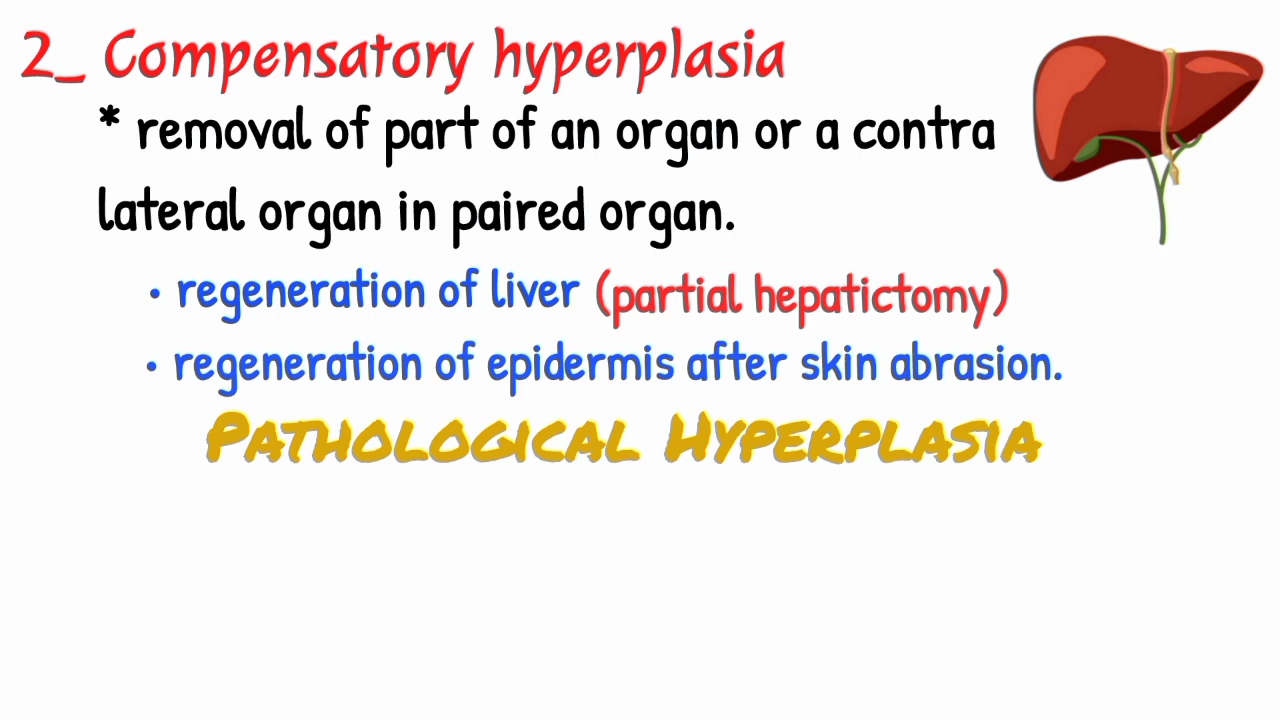 2_ Compensatory hyperplasia
* removal of part of an organ or a contra
lateral organ in paired organ.
• regeneration of liver (partial hepatictomy)
• regeneration of epidermis after skin abrasion.
PATHOLOGICAL HYPERPLASIA